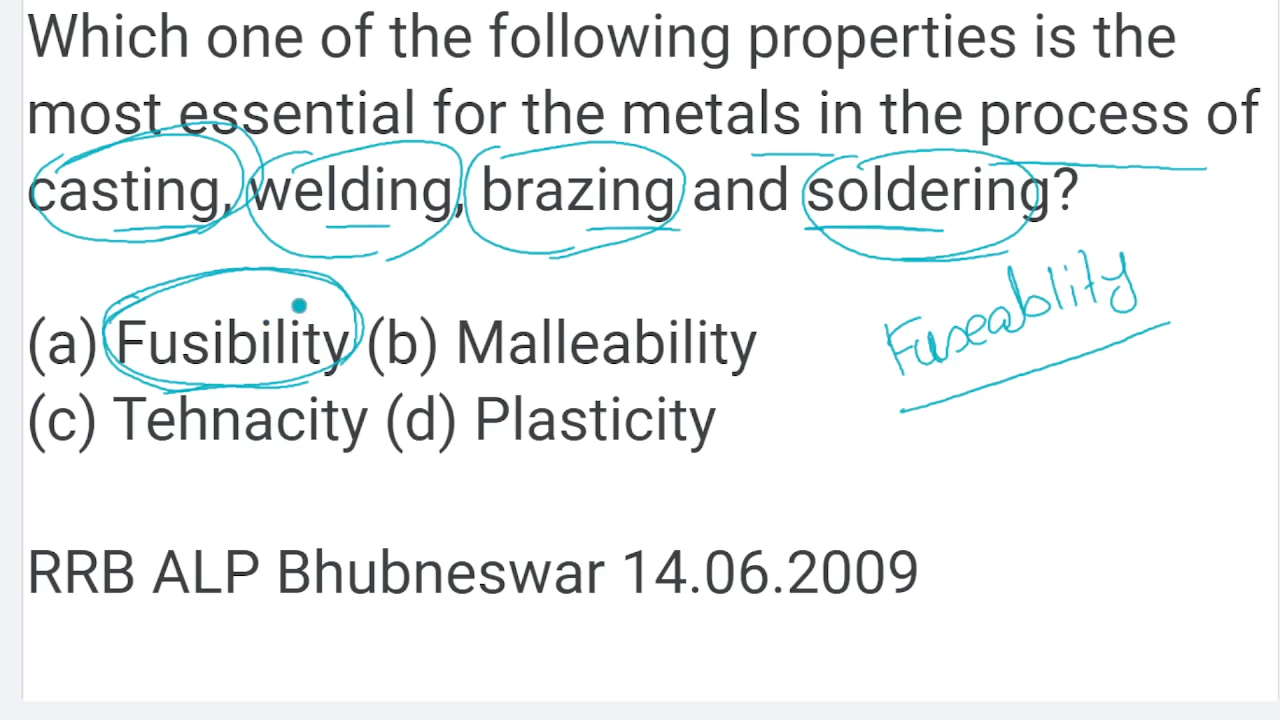 Which one of the following properties is the
most essential for the metals in the process of
casting, welding, brazing and soldering?
Fuseablity
(a) Fusibility (b) Malleability
(c) Tehnacity (d) Plasticity
RRB ALP Bhubneswar 14.06.2009